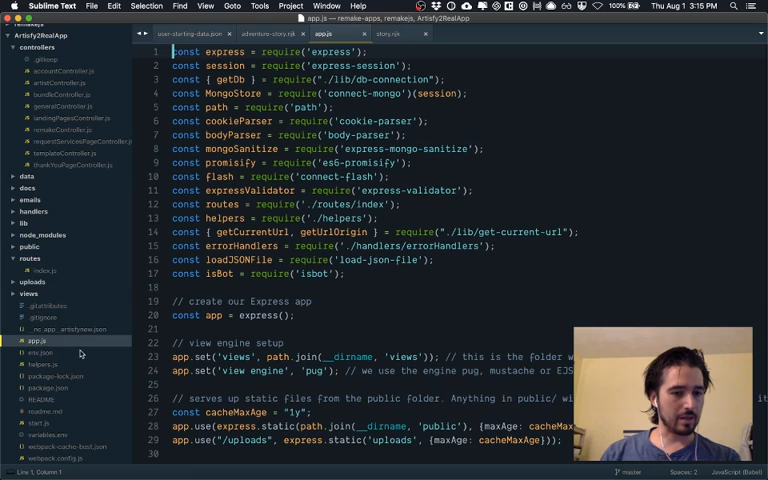 Sublime Text File Edit Selection Find View Goto Tools Project Window Help 100% Thu Aug 1 3:15 PM
app.js — remake-apps, remakejs
Artisfy2RealApp
controllers
.gitkeep
accountController.js
artistController.js
bundleController.js
generalController.js
landingPagesController.js
remakeController.js
requestServicesPageController.js
templateController.js
thankYouPageController.js
data
docs
emails
handlers
lib
node_modules
public
routes
index.js
uploads
views
.gitattributes
.gitignore
__nc_app__artisfynew.json
app.js
env.json
helpers.js
package-lock.json
package.json
README
readme.md
start.js
variables.env
webpack-cache-bust.json
webpack.config.js
user-starting-data.json
adventure-story.njk
app.js
story.njk
1 const express = require('express');
2 const session = require('express-session');
3 const { getDb } = require("./lib/db-connection");
4 const MongoStore = require('connect-mongo')(session);
5 const path = require('path');
6 const cookieParser = require('cookie-parser');
7 const bodyParser = require('body-parser');
8 const mongoSanitize = require('express-mongo-sanitize');
9 const promisify = require('es6-promisify');
10 const flash = require('connect-flash');
11 const expressValidator = require('express-validator');
12 const routes = require('./routes/index');
13 const helpers = require('./helpers');
14 const { getCurrentUrl, getUrlOrigin } = require("./lib/get-current-url");
15 const errorHandlers = require('./handlers/errorHandlers');
16 const loadJSONFile = require('load-json-file');
17 const isBot = require('isbot');
18
19 // create our Express app
20 const app = express();
21
22 // view engine setup
23 app.set('views', path.join(__dirname, 'views')); // this is the folder w
24 app.set('view engine', 'pug'); // we use the engine pug, mustache or EJS
25
26 // serves up static files from the public folder. Anything in public/ wi
27 const cacheMaxAge = "1y";
28 app.use(express.static(path.join(__dirname, 'public'), {maxAge: cacheMax
29 app.use("/uploads", express.static('uploads', {maxAge: cacheMaxAge}));
30
Line 1, Column 1
master
Spaces: 2
JavaScript (Babel)